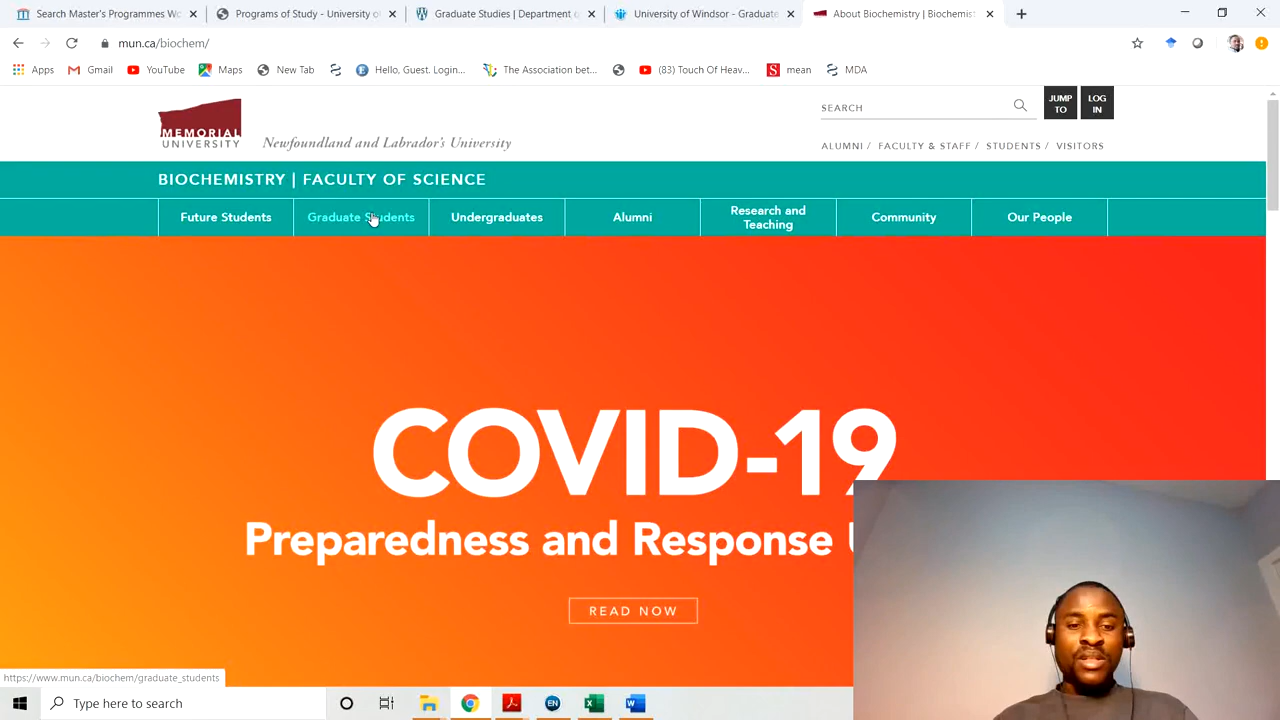 Search Master's Programmes Wo
Programs of Study - University of
Graduate Studies | Department o
University of Windsor - Graduate
About Biochemistry | Biochemist
mun.ca/biochem/
Apps
Gmail
YouTube
Maps
New Tab
Hello, Guest. Login...
The Association bet...
(83) Touch Of Heav...
mean
MDA
MEMORIAL
UNIVERSITY
Newfoundland and Labrador's University
SEARCH
JUMP
TO
LOG
IN
ALUMNI / FACULTY & STAFF / STUDENTS / VISITORS
BIOCHEMISTRY | FACULTY OF SCIENCE
Future Students
Graduate Students
Undergraduates
Alumni
Research and
Teaching
Community
Our People
COVID-19
Preparedness and Response
READ NOW
https://www.mun.ca/biochem/graduate_students
Type here to search
EN